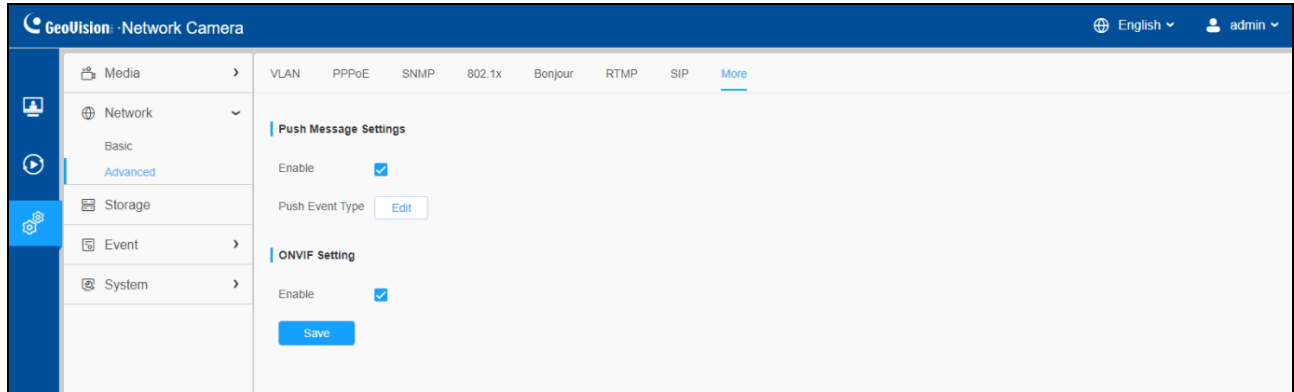 GeoVision: ·Network Camera
English
admin
Media
Network
Basic
Advanced
Storage
Event
System
VLAN PPPoE SNMP 802.1x Bonjour RTMP SIP More
Push Message Settings
Enable
Push Event Type Edit
ONVIF Setting
Enable
Save